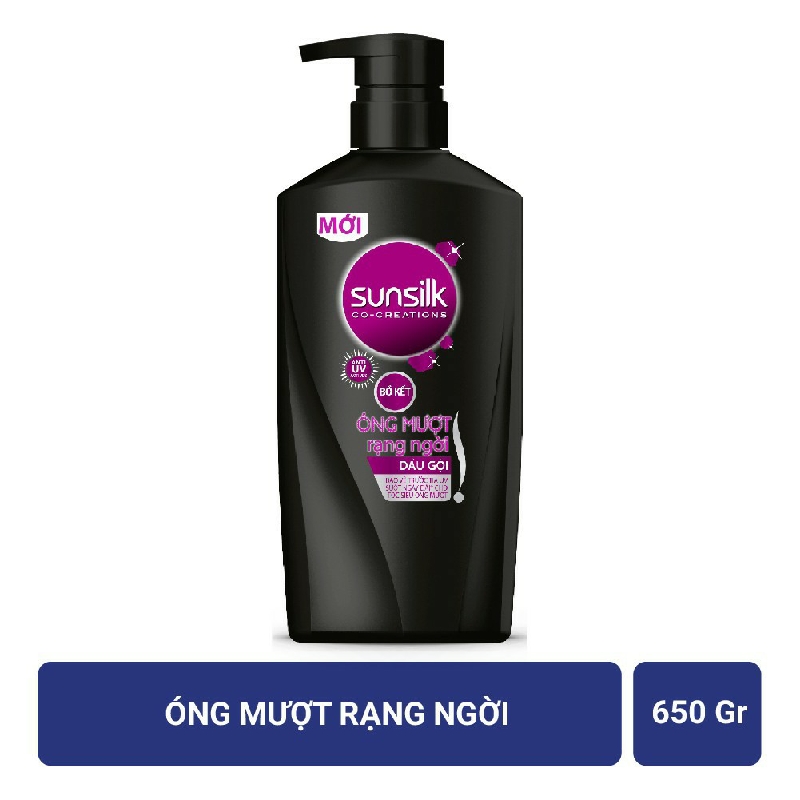 MỚI
sunsilk
CO-CREATIONS
ANTI
UV
BỒ KẾT
ÓNG MƯỢT
rạng ngời
DẦU GỘI
ÓNG MƯỢT RẠNG NGỜI
650 Gr